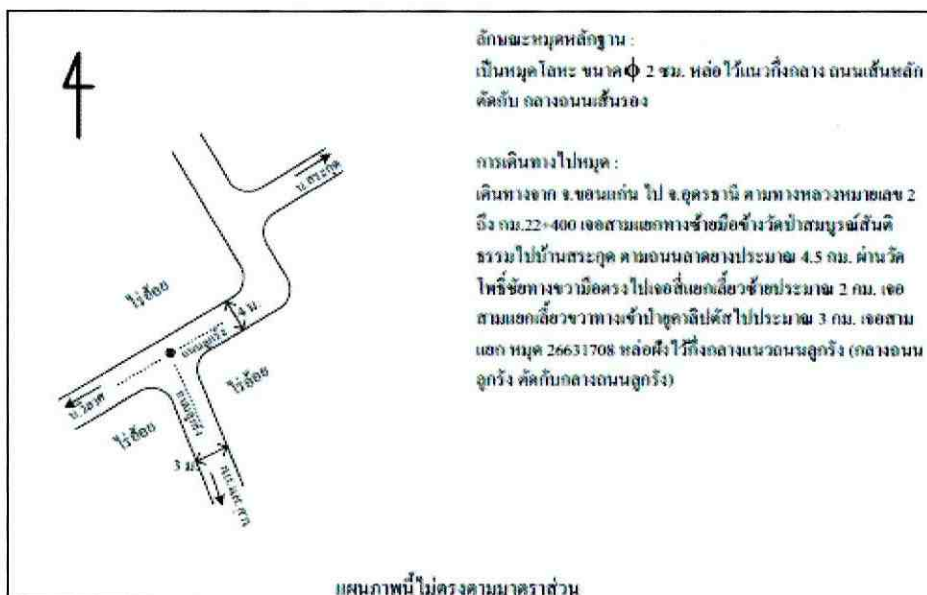 ลักษณะหมุดหลักฐาน :
เป็นหมุดโลหะ ขนาด ϕ 2 ซม. หล่อไว้แนวกึ่งกลาง ถนนเส้นหลัก
ตัดกับ กลางถนนเส้นรอง
การเดินทางไปหมุด :
เดินทางจาก จ.ขอนแก่น ไป จ.อุดรธานี ตามทางหลวงหมายเลข 2
ถึง กม.22+400 เจอสามแยกทางซ้ายมือข้างวัดป่าสมบูรณ์สันติ
ธรรมไปบ้านสระกุด ตามถนนลาดยางประมาณ 4.5 กม. ผ่านวัด
โพธิ์ชัยทางขวามือตรงไปเจอสี่แยกเลี้ยวซ้ายประมาณ 2 กม. เจอ
สามแยกเลี้ยวขวาทางเข้าป่ายูคาลิปตัสไปประมาณ 3 กม. เจอสาม
แยก หมุด 26631708 หล่อฝังไว้กึ่งกลางแนวถนนลูกรัง (กลางถนน
ลูกรัง ตัดกับกลางถนนลูกรัง)
บ.สระกุด
ไร่อ้อย
4 ม.
ถนนลูกรัง
ไร่อ้อย
ไร่อ้อย
ถนนลูกรัง
3 ม.
แผนภาพนี้ไม่ตรงตามมาตราส่วน